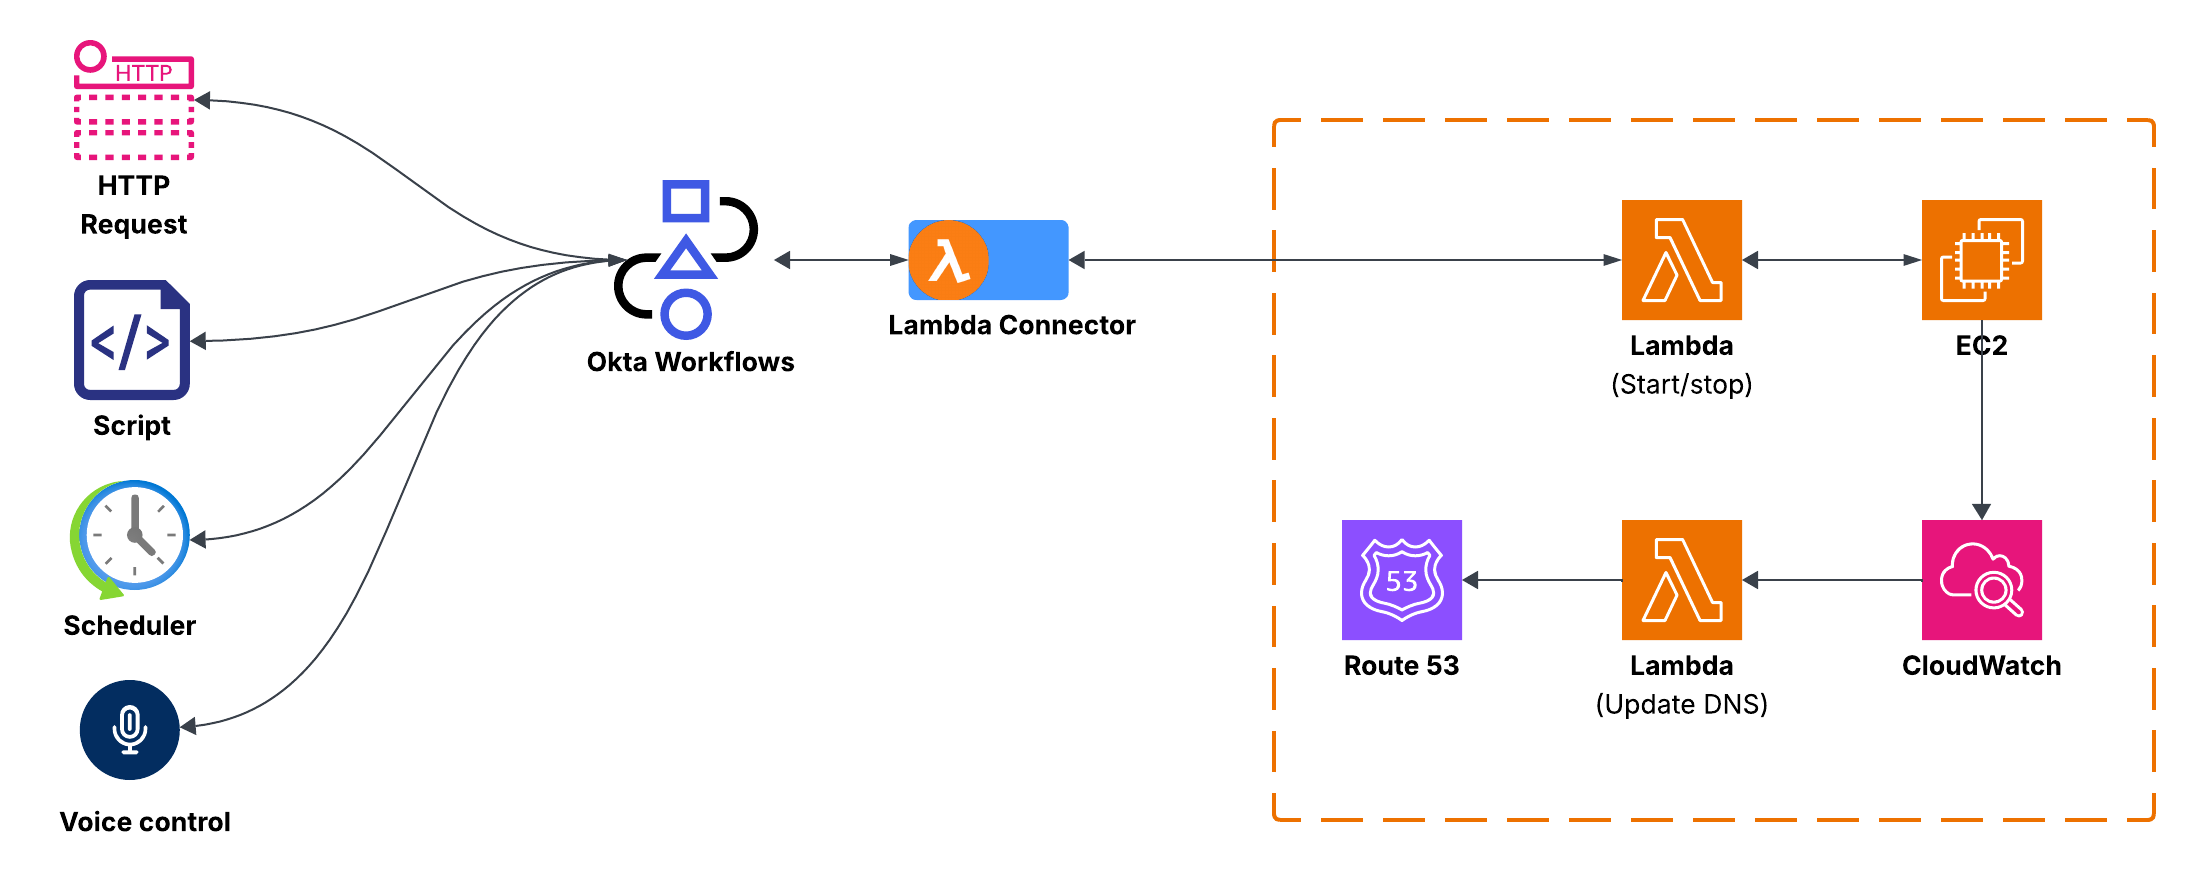 HTTP
HTTP
Request
</>
Script
Scheduler
Voice control
Okta Workflows
λ
Lambda Connector
Lambda
(Start/stop)
EC2
53
Route 53
Lambda
(Update DNS)
CloudWatch